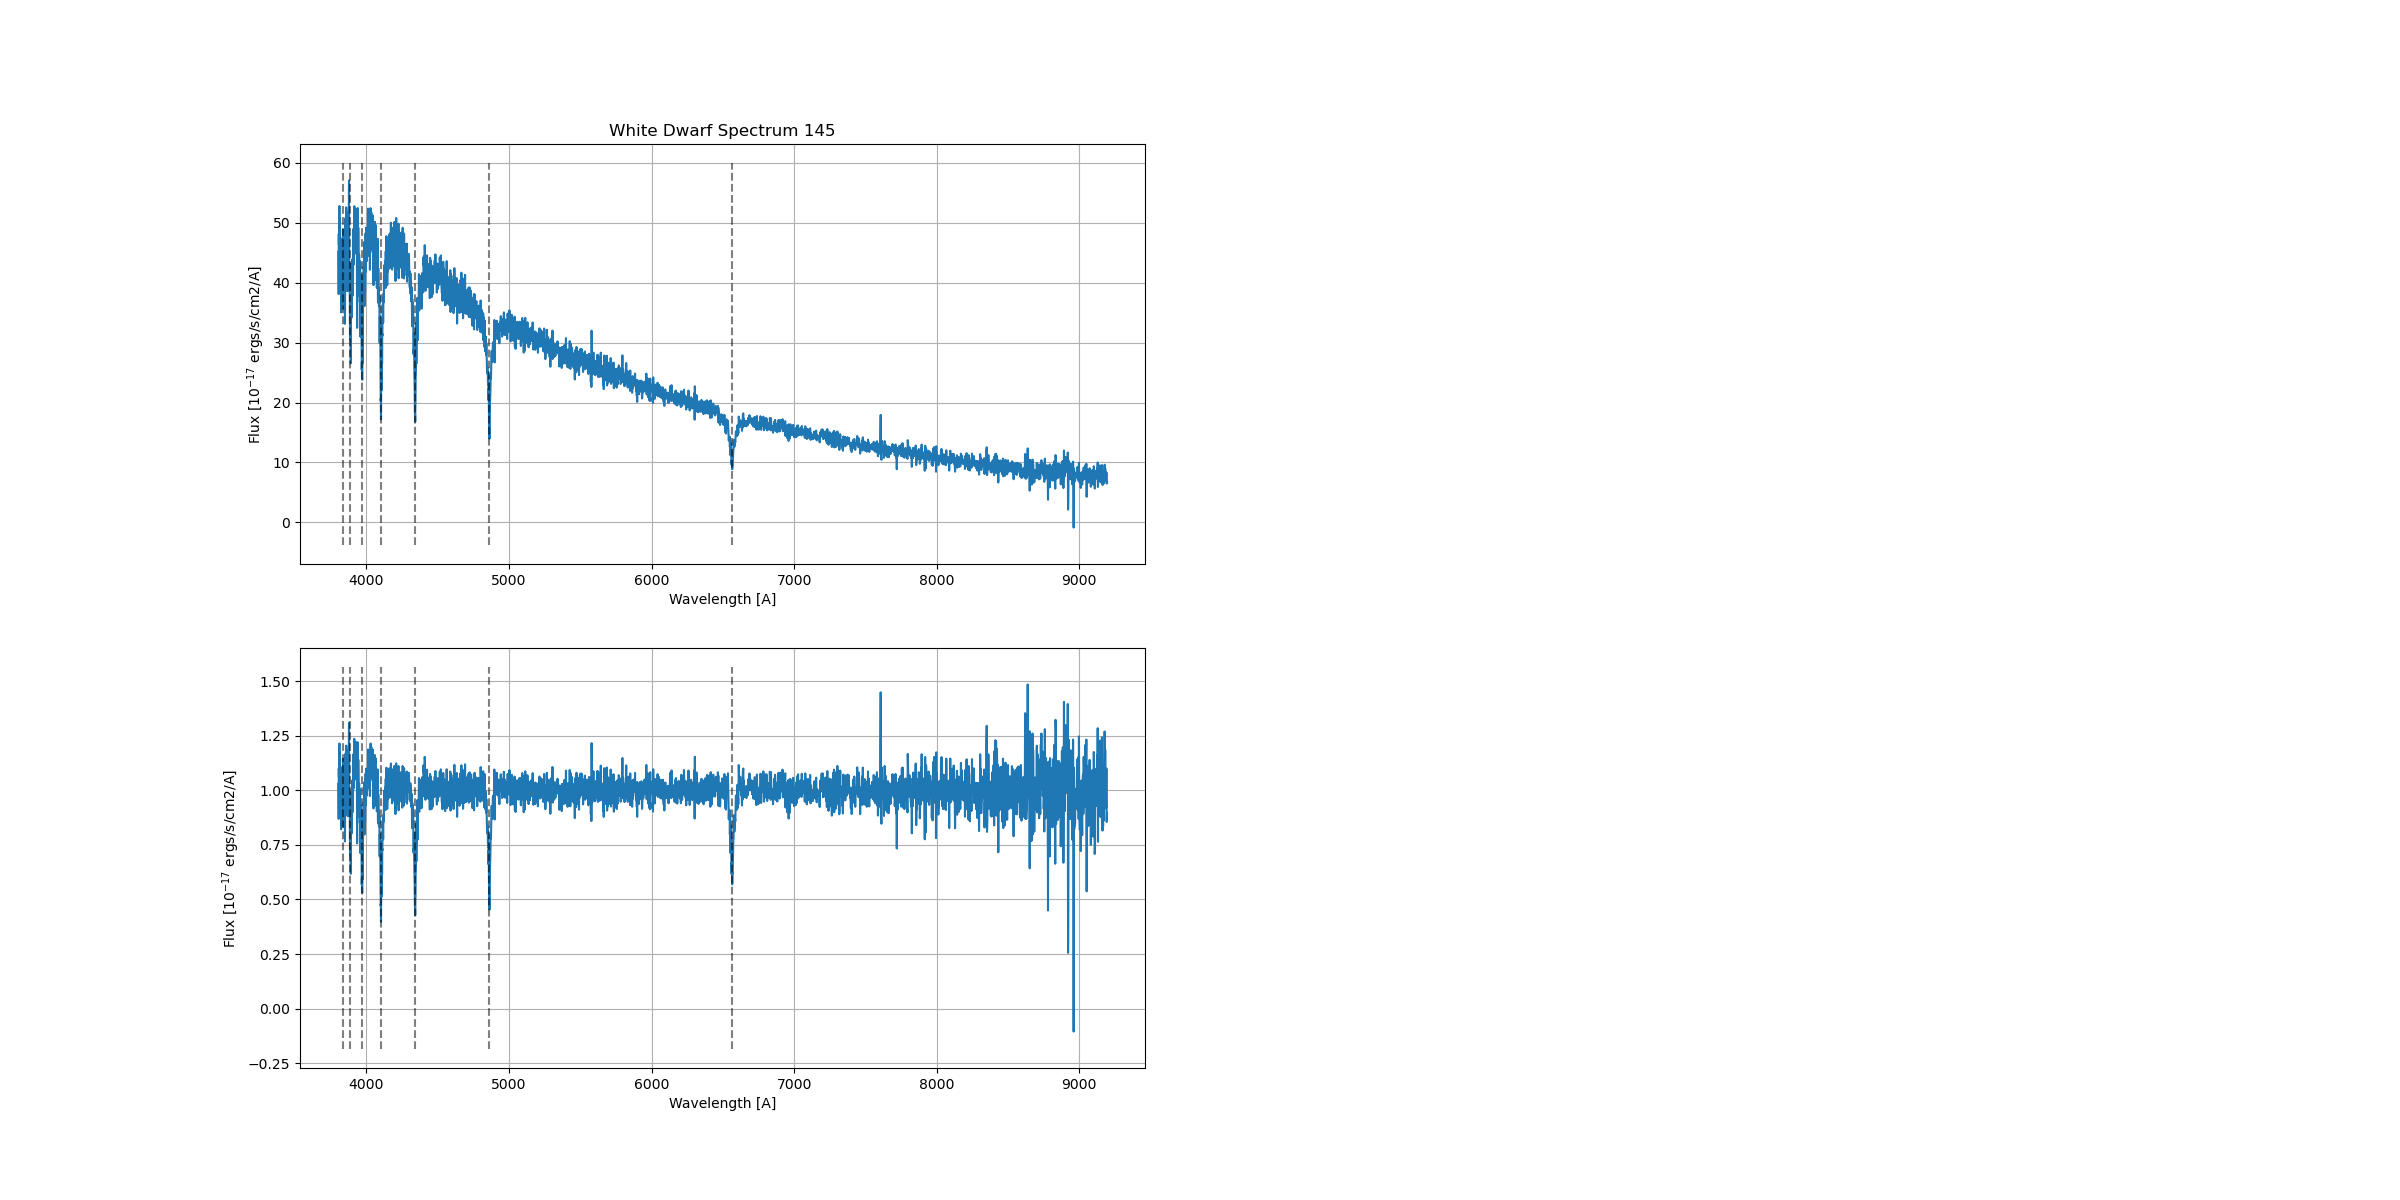 White Dwarf Spectrum 145
60
50
40
30
20
10
0
Flux [10⁻¹⁷ ergs/s/cm2/A]
4000 5000 6000 7000 8000 9000
Wavelength [A]
1.50
1.25
1.00
0.75
0.50
0.25
0.00
−0.25
Flux [10⁻¹⁷ ergs/s/cm2/A]
4000 5000 6000 7000 8000 9000
Wavelength [A]